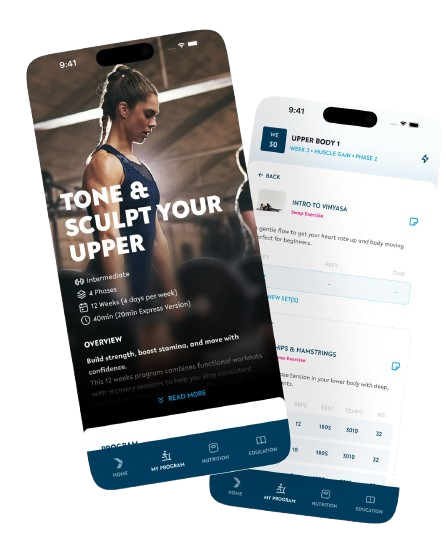 9:41
TONE &
SCULPT YOUR
UPPER
Intermediate
4 Phases
12 Weeks (4 days per week)
40min (20min Express Version)
OVERVIEW
Build strength, boost stamina, and move with
confidence.
This 12 weeks program combines functional workouts
with recovery sessions to help you stay consistent
READ MORE
PROGRAM
HOME
MY PROGRAM
NUTRITION
EDUCATION
9:41
WE
30
UPPER BODY 1
WEEK 3 • MUSCLE GAIN • PHASE 2
BACK
INTRO TO VINYASA
Swap Exercise
gentle flow to get your heart rate up and body moving
erfect for beginners.
PREV
TIME
- -
VIEW SET(S)
HIPS & HAMSTRINGS
Swap Exercise
ase tension in your lower body with deep,
ents.
REPS REST TEMPO KG
12 180S 3010 32
10 180S 3010 32
HOME
MY PROGRAM
NUTRITION
EDUCATION